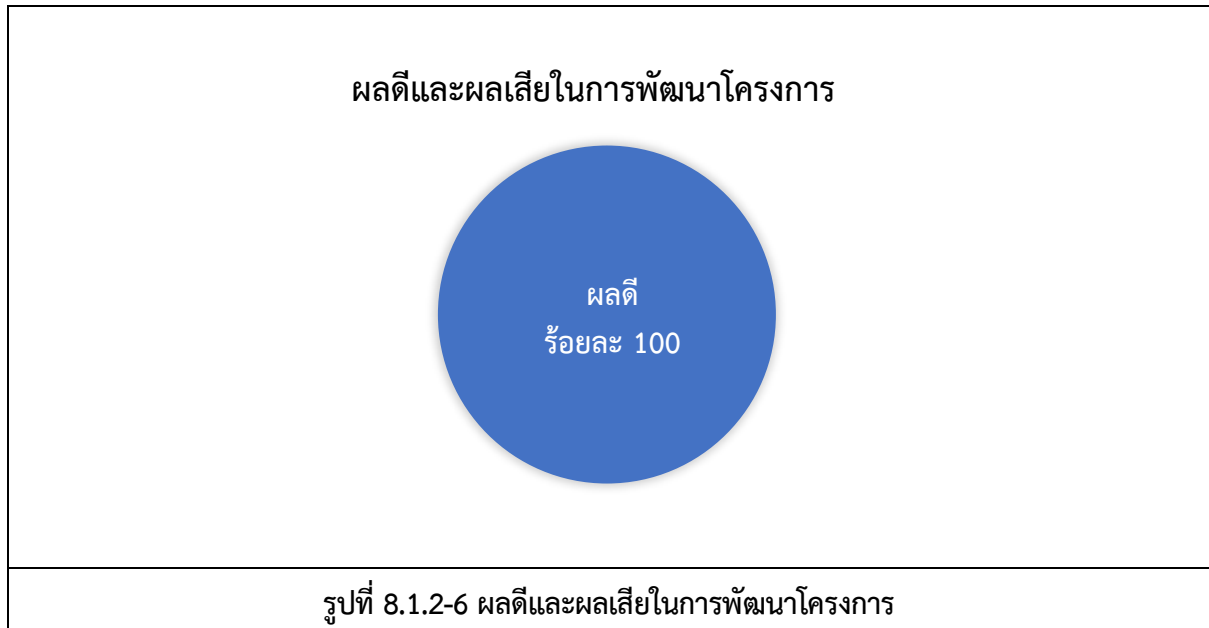 ผลดีและผลเสียในการพัฒนาโครงการ
ผลดี
ร้อยละ 100
รูปที่ 8.1.2-6 ผลดีและผลเสียในการพัฒนาโครงการ